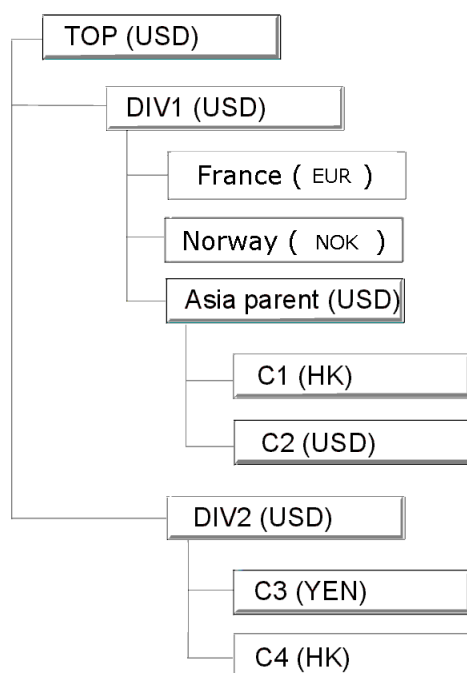 TOP (USD)
DIV1 (USD)
France ( EUR )
Norway ( NOK )
Asia parent (USD)
C1 (HK)
C2 (USD)
DIV2 (USD)
C3 (YEN)
C4 (HK)